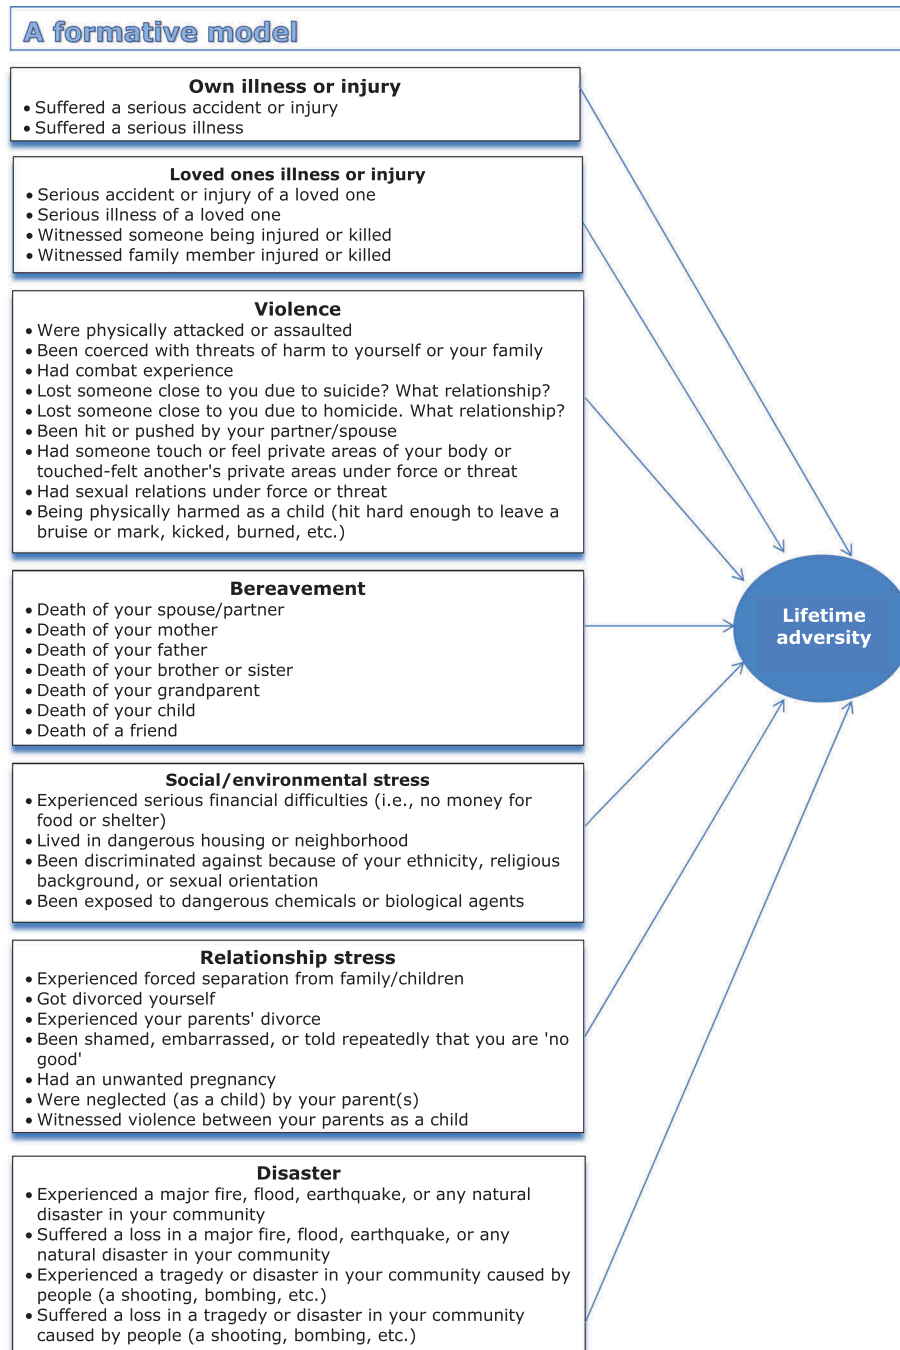 A formative model
Own illness or injury
• Suffered a serious accident or injury
• Suffered a serious illness
Loved ones illness or injury
• Serious accident or injury of a loved one
• Serious illness of a loved one
• Witnessed someone being injured or killed
• Witnessed family member injured or killed
Violence
• Were physically attacked or assaulted
• Been coerced with threats of harm to yourself or your family
• Had combat experience
• Lost someone close to you due to suicide? What relationship?
• Lost someone close to you due to homicide. What relationship?
• Been hit or pushed by your partner/spouse
• Had someone touch or feel private areas of your body or
touched-felt another's private areas under force or threat
• Had sexual relations under force or threat
• Being physically harmed as a child (hit hard enough to leave a
bruise or mark, kicked, burned, etc.)
Bereavement
• Death of your spouse/partner
• Death of your mother
• Death of your father
• Death of your brother or sister
• Death of your grandparent
• Death of your child
• Death of a friend
Social/environmental stress
• Experienced serious financial difficulties (i.e., no money for
food or shelter)
• Lived in dangerous housing or neighborhood
• Been discriminated against because of your ethnicity, religious
background, or sexual orientation
• Been exposed to dangerous chemicals or biological agents
Relationship stress
• Experienced forced separation from family/children
• Got divorced yourself
• Experienced your parents' divorce
• Been shamed, embarrassed, or told repeatedly that you are 'no
good'
• Had an unwanted pregnancy
• Were neglected (as a child) by your parent(s)
• Witnessed violence between your parents as a child
Disaster
• Experienced a major fire, flood, earthquake, or any natural
disaster in your community
• Suffered a loss in a major fire, flood, earthquake, or any
natural disaster in your community
• Experienced a tragedy or disaster in your community caused by
people (a shooting, bombing, etc.)
• Suffered a loss in a tragedy or disaster in your community
caused by people (a shooting, bombing, etc.)
Lifetime
adversity